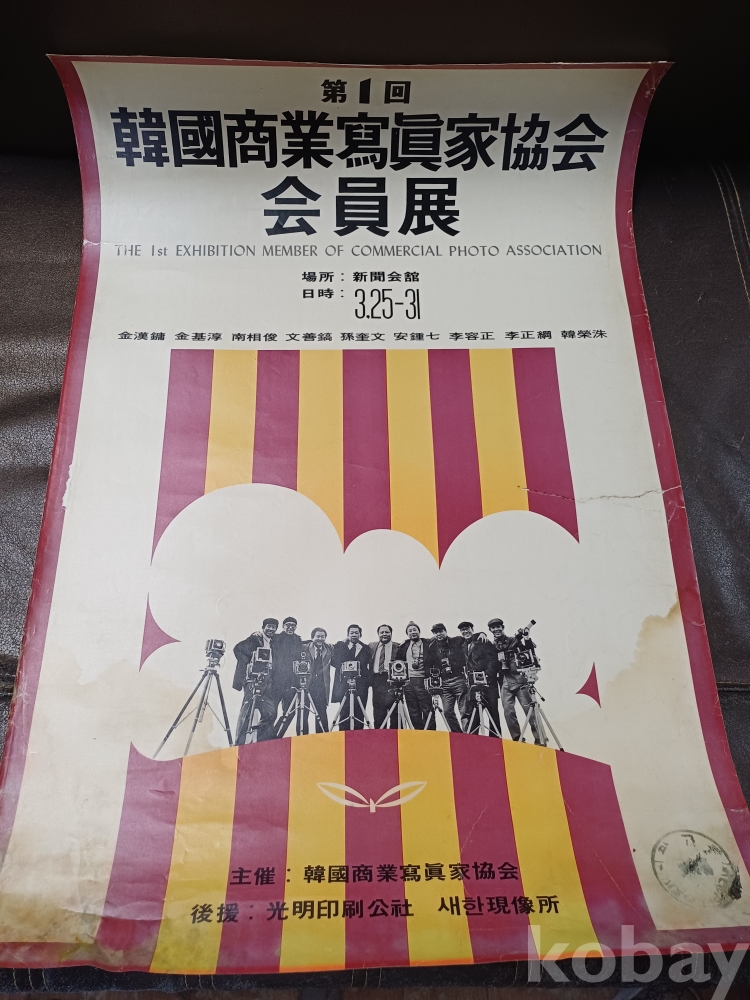 第1回
韓國商業寫眞家協会
会員展
THE 1st EXHIBITION MEMBER OF COMMERCIAL PHOTO ASSOCIATION
場所 : 新聞会舘
日時 : 3.25-31
金漢鏞 金基淳 南相俊 文善鎬 孫奎文 安鍾七 李容正 李正綱 韓榮洙
主催 : 韓國商業寫眞家協会
後援 : 光明印刷公社 새한現像所
kobay